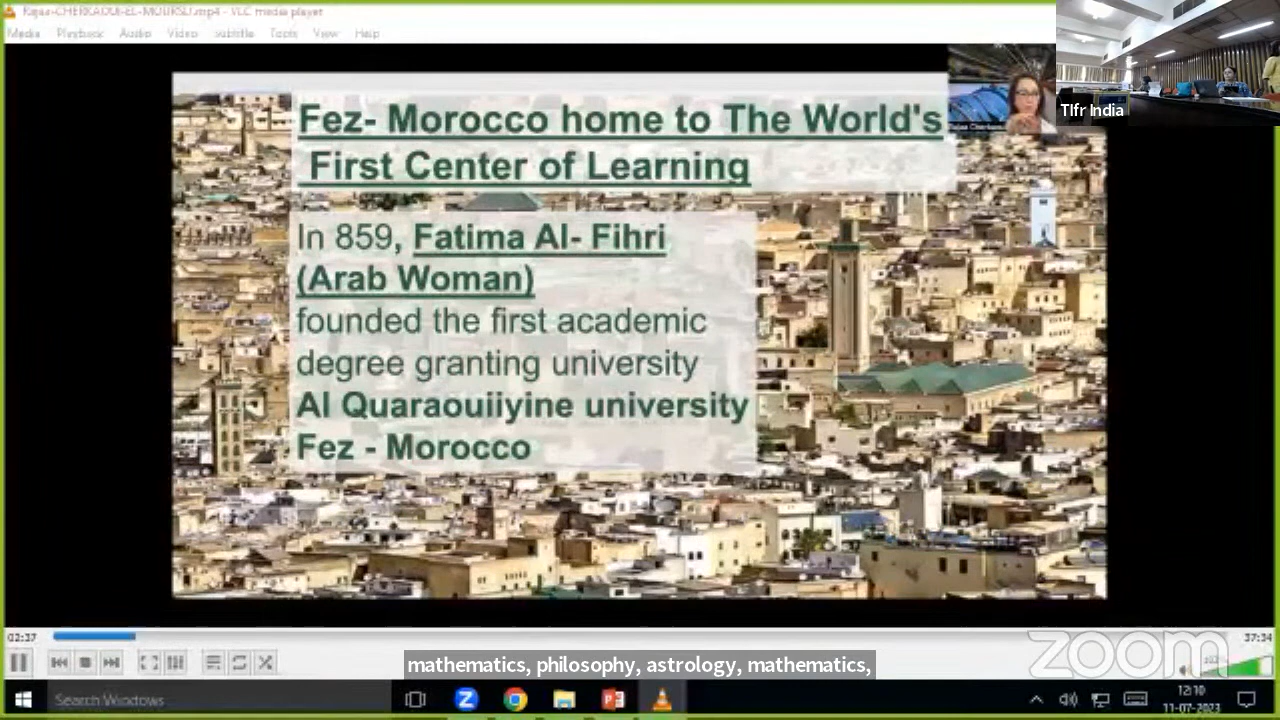 Rajaa-CHERKAOUI-EL-MOURSLI.mp4 - VLC media player
Media Playback Audio Video subtitle Tools View Help
TIfr India
Fez- Morocco home to The World's
First Center of Learning
In 859, Fatima Al- Fihri
(Arab Woman)
founded the first academic
degree granting university
Al Quaraouiiyine university
Fez - Morocco
02:37
37:34
zoom
mathematics, philosophy, astrology, mathematics,
Search Windows
12:10
11-07-2023